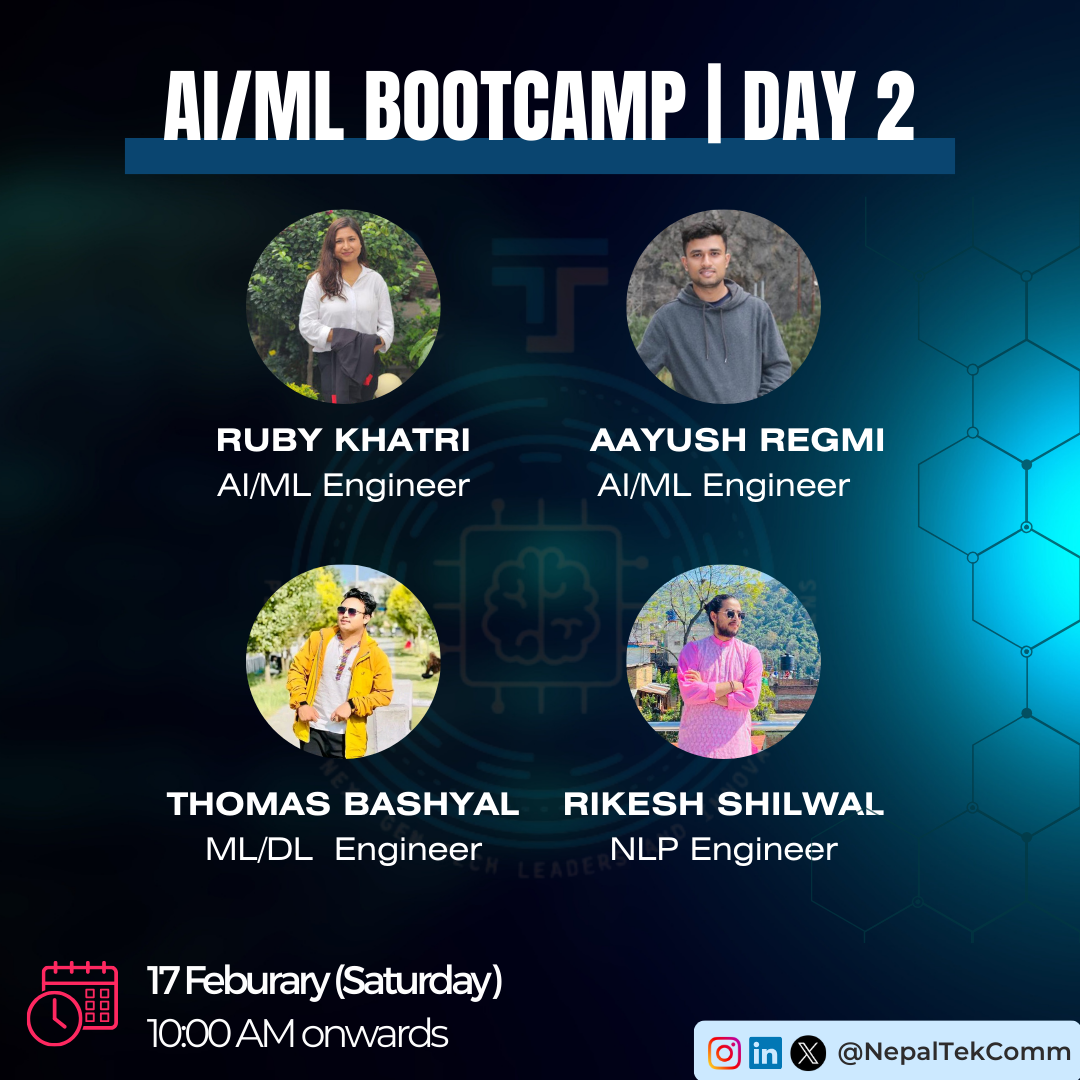 AI/ML BOOTCAMP | DAY 2
RUBY KHATRI
AI/ML Engineer
AAYUSH REGMI
AI/ML Engineer
THOMAS BASHYAL
ML/DL Engineer
RIKESH SHILWAL
NLP Engineer
LEADERS
17 Feburary (Saturday)
10:00 AM onwards
@NepalTekComm